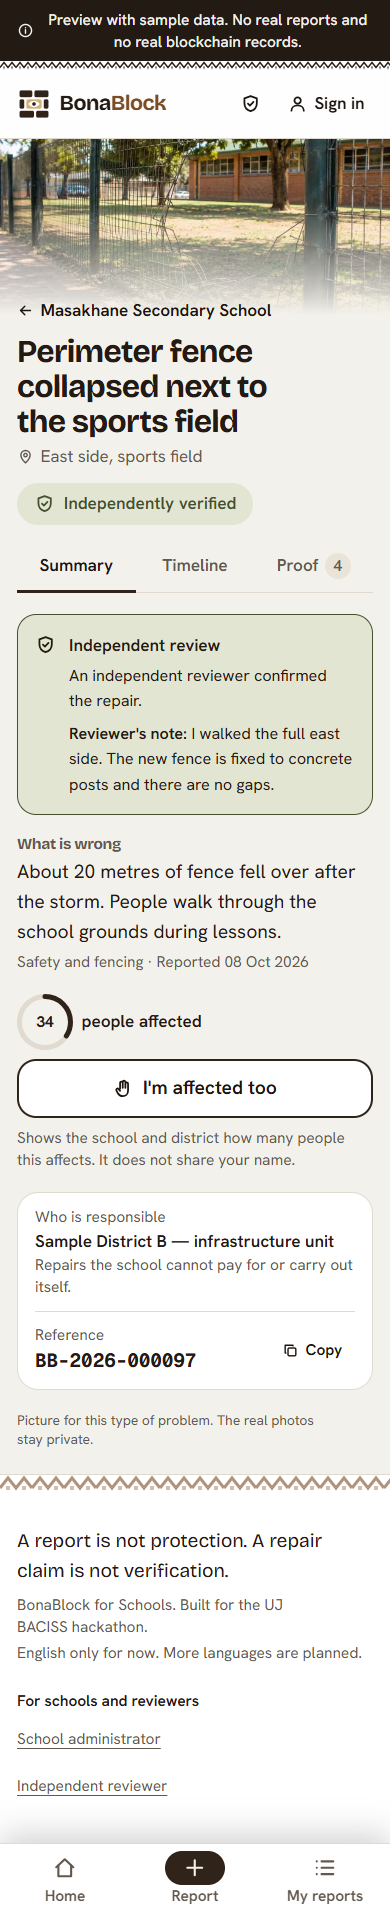 Preview with sample data. No real reports and
no real blockchain records.
BonaBlock
Sign in
← Masakhane Secondary School
Perimeter fence
collapsed next to
the sports field
East side, sports field
Independently verified
Summary
Timeline
Proof 4
Independent review
An independent reviewer confirmed
the repair.
Reviewer's note: I walked the full east
side. The new fence is fixed to concrete
posts and there are no gaps.
What is wrong
About 20 metres of fence fell over after
the storm. People walk through the
school grounds during lessons.
Safety and fencing · Reported 08 Oct 2026
34 people affected
I'm affected too
Shows the school and district how many people
this affects. It does not share your name.
Who is responsible
Sample District B — infrastructure unit
Repairs the school cannot pay for or carry out
itself.
Reference
BB-2026-000097
Copy
Picture for this type of problem. The real photos
stay private.
A report is not protection. A repair
claim is not verification.
BonaBlock for Schools. Built for the UJ
BACISS hackathon.
English only for now. More languages are planned.
For schools and reviewers
School administrator
Independent reviewer
Home
Report
My reports